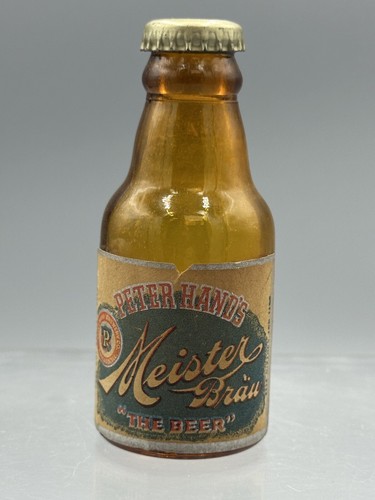 PETER HAND'S
Meister
Bräu
"THE BEER"